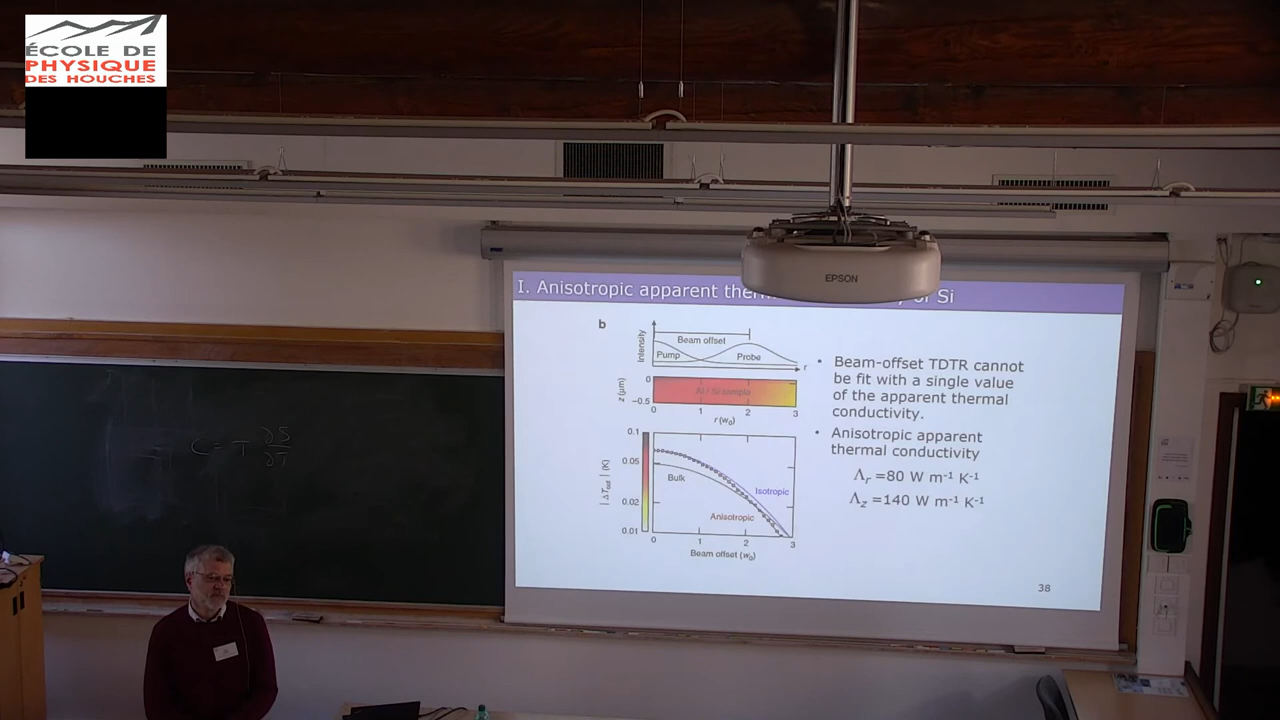 ÉCOLE DE
PHYSIQUE
DES HOUCHES
EPSON
I. Anisotropic apparent of Si
b
Intensity
Beam offset
Pump
Probe
r
z (μm)
0
–0.5
Al / Si sample
0 1 2 3
r (w₀)
|ΔTout| (K)
0.1
0.05
0.02
0.01
Bulk
Isotropic
Anisotropic
0 1 2 3
Beam offset (w₀)
• Beam-offset TDTR cannot
be fit with a single value
of the apparent thermal
conductivity.
• Anisotropic apparent
thermal conductivity
Λr =80 W m-1 K-1
Λz =140 W m-1 K-1
38
C = T ∂S
∂T